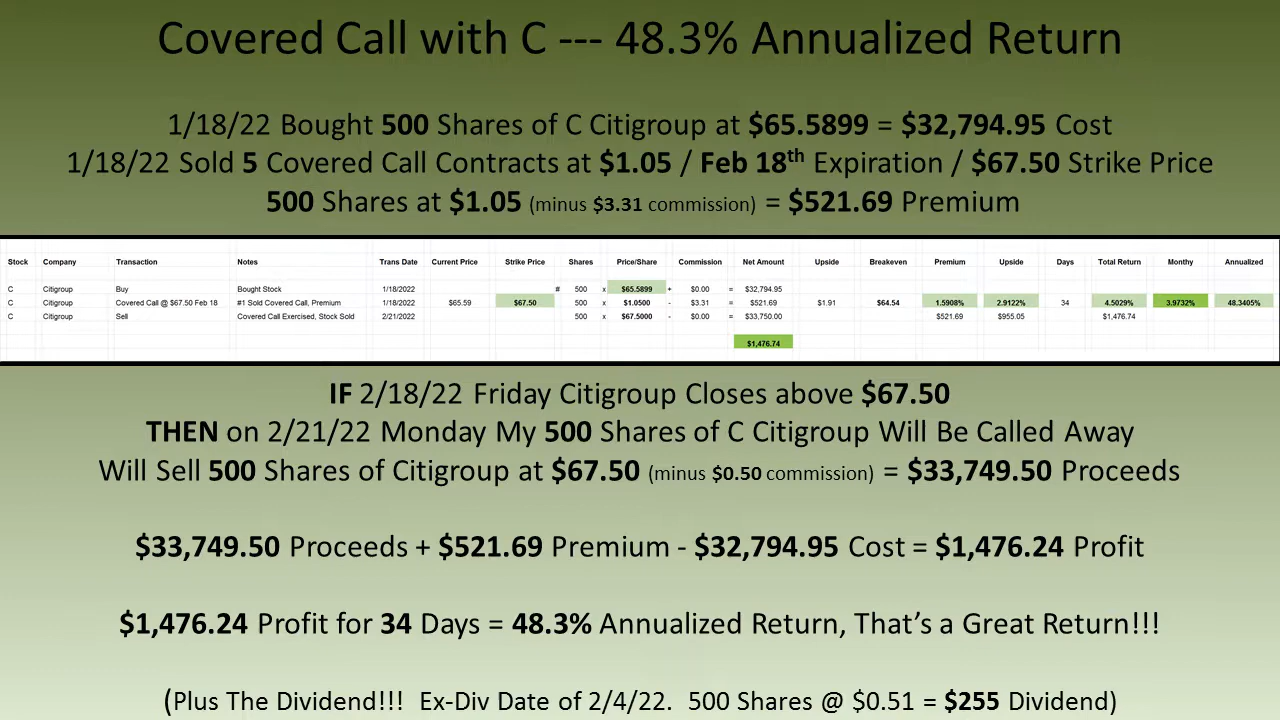 Covered Call with C --- 48.3% Annualized Return
1/18/22 Bought 500 Shares of C Citigroup at $65.5899 = $32,794.95 Cost
1/18/22 Sold 5 Covered Call Contracts at $1.05 / Feb 18th Expiration / $67.50 Strike Price
500 Shares at $1.05 (minus $3.31 commission) = $521.69 Premium
Stock Company Transaction Notes Trans Date Current Price Strike Price Shares Price/Share Commission Net Amount Upside Breakeven Premium Upside Days Total Return Monthy Annualized
C Citigroup Buy Bought Stock 1/18/2022 # 500 x $65.5899 + $0.00 = $32,794.95
C Citigroup Covered Call @ $67.50 Feb 18 #1 Sold Covered Call, Premium 1/18/2022 $65.59 $67.50 500 x $1.0500 - $3.31 = $521.69 $1.91 $64.54 1.5908% 2.9122% 34 4.5029% 3.9732% 48.3405%
C Citigroup Sell Covered Call Exercised, Stock Sold 2/21/2022 500 x $67.5000 - $0.00 = $33,750.00 $521.69 $955.05 $1,476.74
$1,476.74
IF 2/18/22 Friday Citigroup Closes above $67.50
THEN on 2/21/22 Monday My 500 Shares of C Citigroup Will Be Called Away
Will Sell 500 Shares of Citigroup at $67.50 (minus $0.50 commission) = $33,749.50 Proceeds
$33,749.50 Proceeds + $521.69 Premium - $32,794.95 Cost = $1,476.24 Profit
$1,476.24 Profit for 34 Days = 48.3% Annualized Return, That's a Great Return!!!
(Plus The Dividend!!! Ex-Div Date of 2/4/22. 500 Shares @ $0.51 = $255 Dividend)